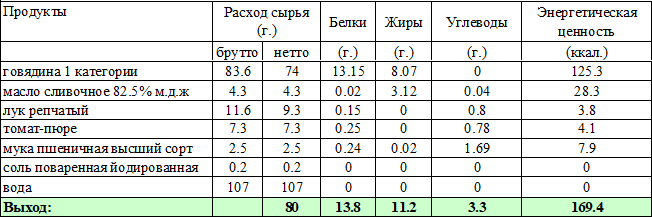 Продукты Расход сырья (г.) Белки Жиры Углеводы Энергетическая ценность
брутто нетто (г.) (г.) (г.) (ккал.)
говядина 1 категории 83.6 74 13.15 8.07 0 125.3
масло сливочное 82.5% м.д.ж 4.3 4.3 0.02 3.12 0.04 28.3
лук репчатый 11.6 9.3 0.15 0 0.8 3.8
томат-пюре 7.3 7.3 0.25 0 0.78 4.1
мука пшеничная высший сорт 2.5 2.5 0.24 0.02 1.69 7.9
соль поваренная йодированная 0.2 0.2 0 0 0 0
вода 107 107 0 0 0 0
Выход: 80 13.8 11.2 3.3 169.4